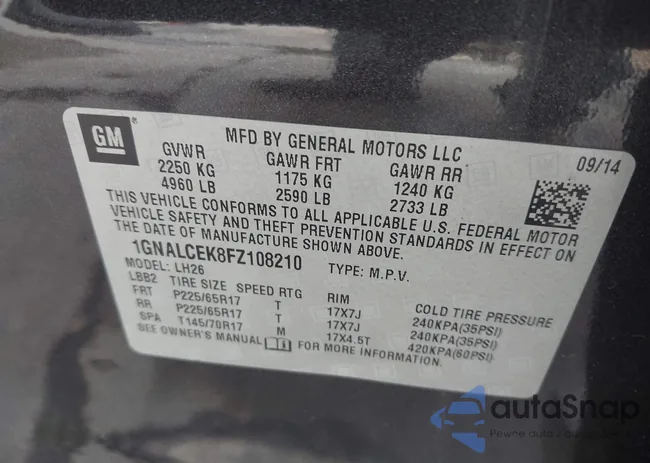 GM ®
MFD BY GENERAL MOTORS LLC
09/14
GVWR GAWR FRT GAWR RR
2250 KG 1175 KG 1240 KG
4960 LB 2590 LB 2733 LB
THIS VEHICLE CONFORMS TO ALL APPLICABLE U.S. FEDERAL MOTOR
VEHICLE SAFETY AND THEFT PREVENTION STANDARDS IN EFFECT ON
THE DATE OF MANUFACTURE SHOWN ABOVE.
1GNALCEK8FZ108210 TYPE: M.P.V.
MODEL: LH26
LBB2 TIRE SIZE SPEED RTG RIM COLD TIRE PRESSURE
FRT P225/65R17 T 17X7J 240KPA(35PSI)
RR P225/65R17 T 17X7J 240KPA(35PSI)
SPA T145/70R17 M 17X4.5T 420KPA(60PSI)
SEE OWNER'S MANUAL FOR MORE INFORMATION.
autaSnap
Pewne auta